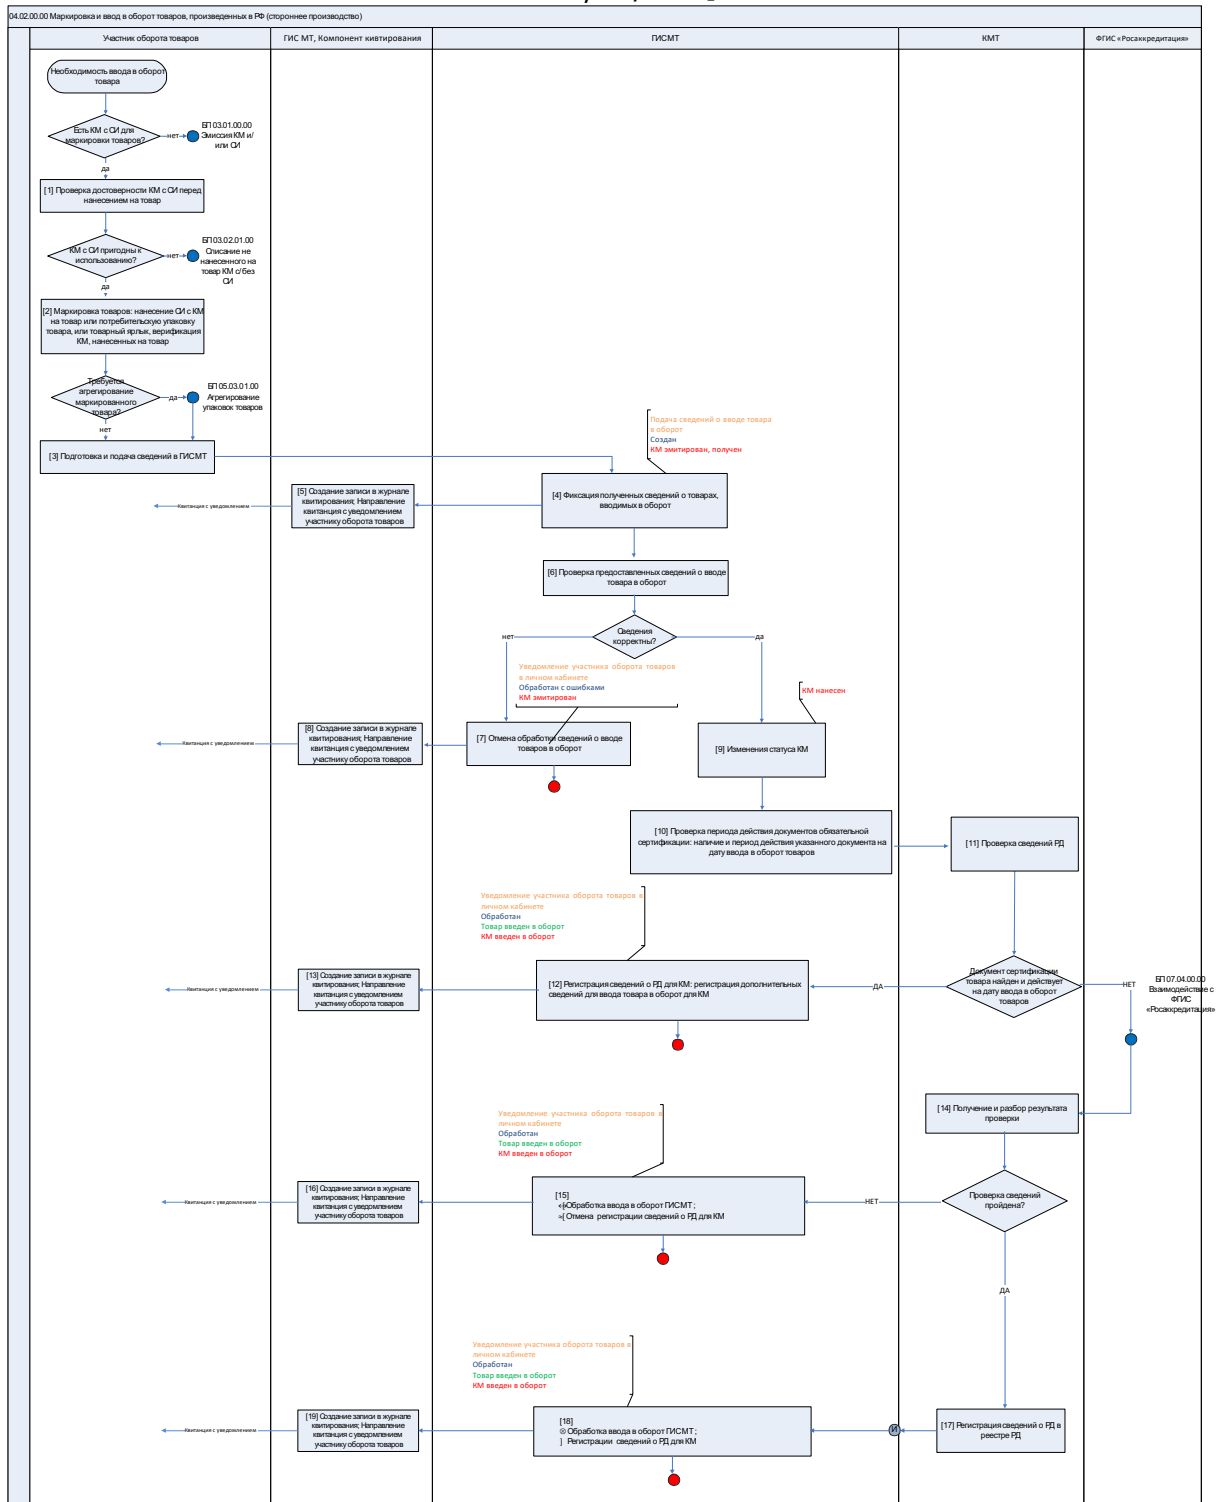 04.02.00.00 Маркировка и ввод в оборот товаров, произведенных в РФ (стороннее производство)
Участник оборота товаров
ГИС МТ, Компонент кивтирования
ГИСМТ
КМТ
ФГИС «Росаккредитация»
Необходимость ввода в оборот
товара
Есть КМ с СИ для
маркировки товаров?
нет
БП 03.01.00.00
Эмиссия КМ и/
или СИ
да
[1] Проверка достоверности КМ с СИ перед
нанесением на товар
КМ с СИ пригодны к
использованию?
нет
БП 03.02.01.00
Списание не
нанесенного на
товар КМ с/без
СИ
да
[2] Маркировка товаров: нанесение СИ с КМ
на товар или потребительскую упаковку
товара, или товарный ярлык, верификация
КМ, нанесенных на товар
Требуется
агрегирование
маркированного
товара?
да
БП 05.03.01.00
Агрегирование
упаковок товаров
нет
[3] Подготовка и подача сведений в ГИСМТ
Подача сведений о вводе товара
в оборот
Создан
КМ эмитирован, получен
[4] Фиксация полученных сведений о товарах,
вводимых в оборот
[5] Создание записи в журнале
квитирования; Направление
квитанция с уведомлением
участнику оборота товаров
Квитанция с уведомлением
[6] Проверка предоставленных сведений о вводе
товара в оборот
Сведения
корректны?
нет
да
Уведомление участника оборота товаров
в личном кабинете
Обработан с ошибками
КМ эмитирован
КМ нанесен
[7] Отмена обработки сведений о вводе
товаров в оборот
[8] Создание записи в журнале
квитирования; Направление
квитанция с уведомлением
участнику оборота товаров
Квитанция с уведомлением
[9] Изменения статуса КМ
[10] Проверка периода действия документов обязательной
сертификации: наличие и период действия указанного документа на
дату ввода в оборот товаров
[11] Проверка сведений РД
Уведомление участника оборота товаров в
личном кабинете
Обработан
Товар введен в оборот
КМ введен в оборот
Документ сертификации
товара найден и действует
на дату ввода в оборот
товаров
ДА
НЕТ
БП 07.04.00.00
Взаимодействие с
ФГИС
«Росаккредитация»
[12] Регистрация сведений о РД для КМ: регистрация дополнительных
сведений для ввода товара в оборот для КМ
[13] Создание записи в журнале
квитирования; Направление
квитанция с уведомлением
участнику оборота товаров
Квитанция с уведомлением
[14] Получение и разбор результата
проверки
Уведомление участника оборота товаров в
личном кабинете
Обработан
Товар введен в оборот
КМ введен в оборот
Проверка сведений
пройдена?
НЕТ
[15]
Обработка ввода в оборот ГИСМТ;
Отмена регистрации сведений о РД для КМ
[16] Создание записи в журнале
квитирования; Направление
квитанция с уведомлением
участнику оборота товаров
Квитанция с уведомлением
ДА
Уведомление участника оборота товаров в
личном кабинете
Обработан
Товар введен в оборот
КМ введен в оборот
[17] Регистрация сведений о РД в
реестре РД
И
[18]
Обработка ввода в оборот ГИСМТ;
] Регистрации сведений о РД для КМ
[19] Создание записи в журнале
квитирования; Направление
квитанция с уведомлением
участнику оборота товаров
Квитанция с уведомлением